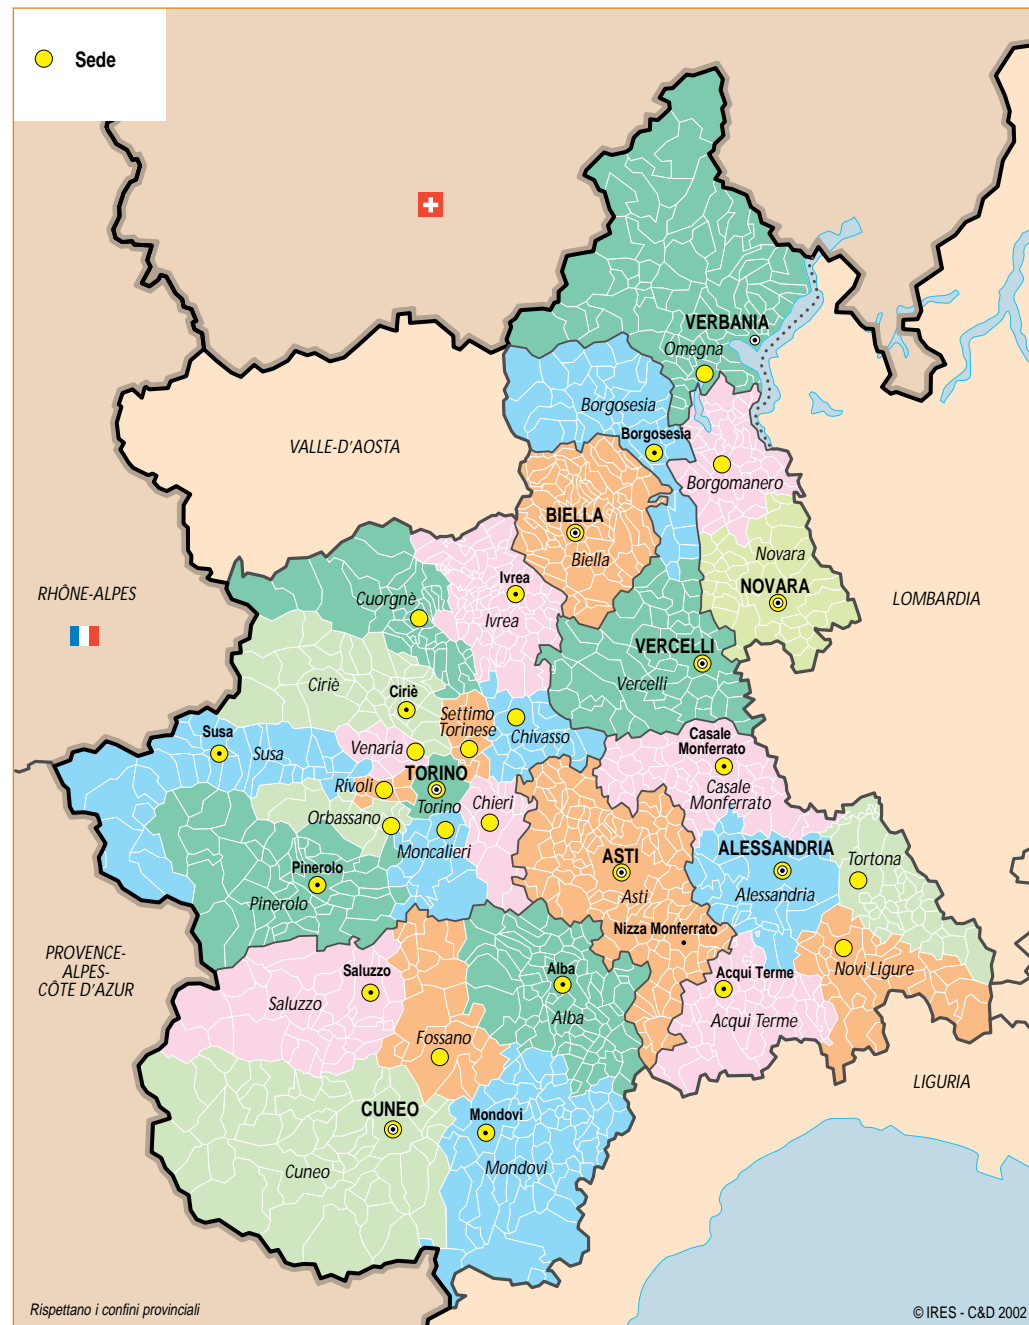 Sede
VERBANIA
Omegna
Borgosesia
Borgosesia
VALLE-D'AOSTA
Borgomanero
BIELLA
Biella
Novara
NOVARA
LOMBARDIA
RHÔNE-ALPES
Ivrea
Ivrea
Cuorgnè
VERCELLI
Vercelli
Ciriè
Ciriè
Settimo
Torinese
Chivasso
Susa
Susa
Venaria
Casale
Monferrato
Casale
Monferrato
TORINO
Torino
Rivoli
Chieri
Orbassano
Moncalieri
ASTI
Asti
ALESSANDRIA
Alessandria
Tortona
Pinerolo
Pinerolo
Nizza Monferrato
PROVENCE-
ALPES-
CÔTE D'AZUR
Saluzzo
Saluzzo
Alba
Alba
Acqui Terme
Acqui Terme
Novi Ligure
Fossano
LIGURIA
CUNEO
Cuneo
Mondovi
Mondovì
Rispettano i confini provinciali
© IRES - C&D 2002